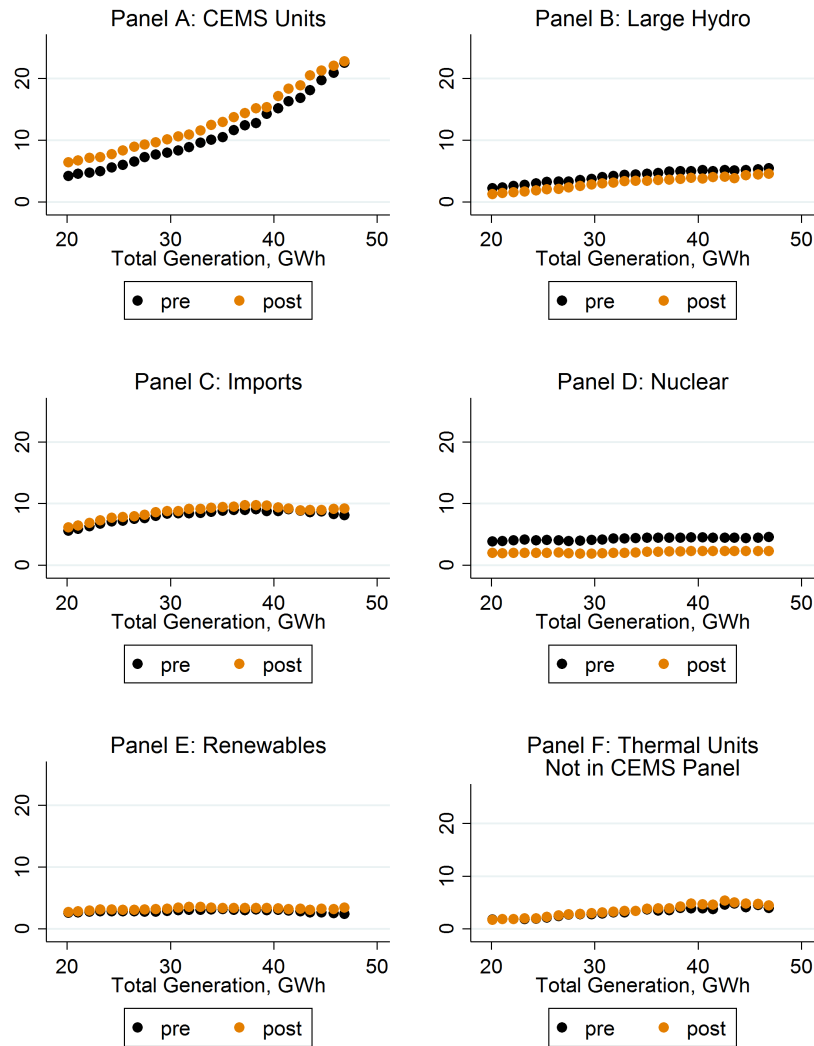 Panel A: CEMS Units
20
10
0
20 30 40 50
Total Generation, GWh
pre post
Panel B: Large Hydro
20
10
0
20 30 40 50
Total Generation, GWh
pre post
Panel C: Imports
20
10
0
20 30 40 50
Total Generation, GWh
pre post
Panel D: Nuclear
20
10
0
20 30 40 50
Total Generation, GWh
pre post
Panel E: Renewables
20
10
0
20 30 40 50
Total Generation, GWh
pre post
Panel F: Thermal Units
Not in CEMS Panel
20
10
0
20 30 40 50
Total Generation, GWh
pre post